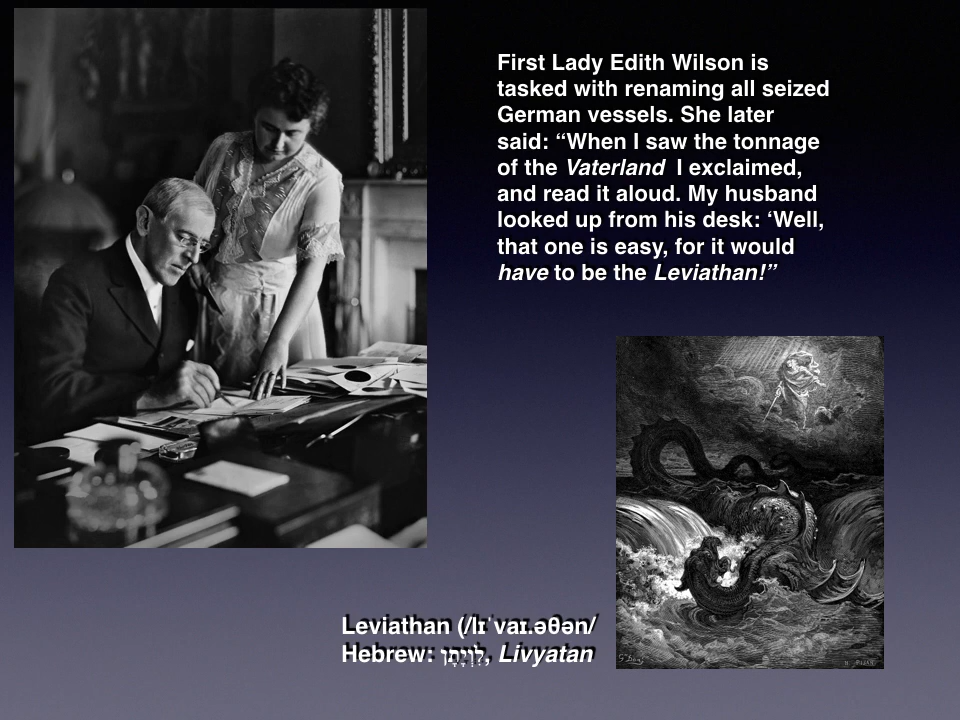 First Lady Edith Wilson is
tasked with renaming all seized
German vessels. She later
said: “When I saw the tonnage
of the Vaterland I exclaimed,
and read it aloud. My husband
looked up from his desk: ‘Well,
that one is easy, for it would
have to be the Leviathan!”
Leviathan (/lɪˈvaɪ.əθən/
Hebrew: לִוְיָתָן, Livyatan
G. Doré